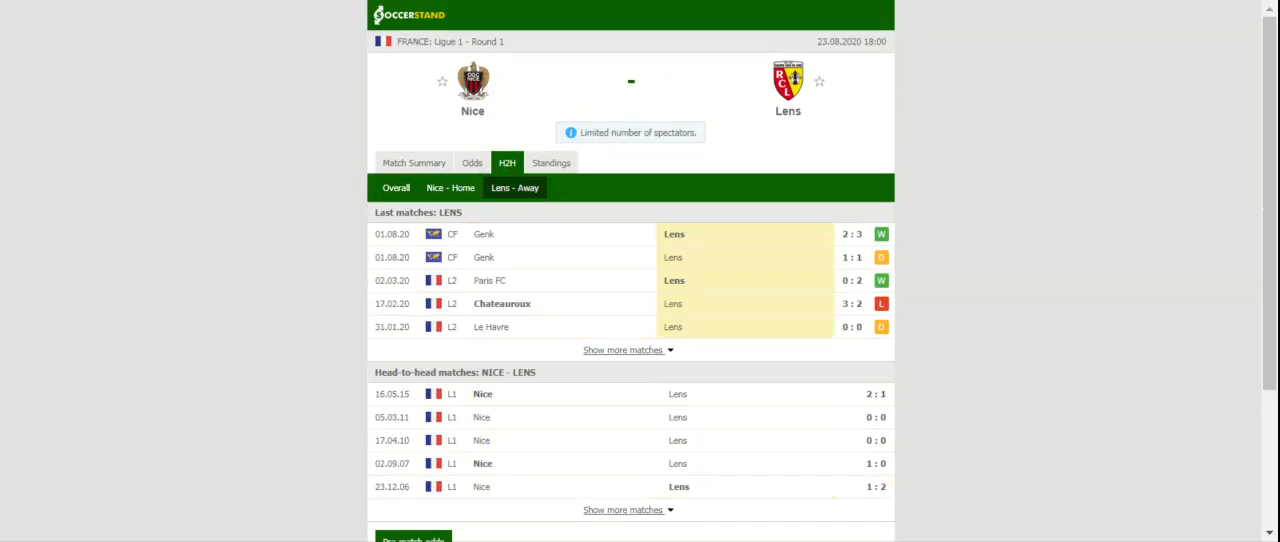 SOCCERSTAND
FRANCE: Ligue 1 - Round 1 23.08.2020 18:00
OGC NICE
RCL
-
Nice Lens
Limited number of spectators.
Match Summary Odds H2H Standings
Overall Nice - Home Lens - Away
Last matches: LENS
01.08.20 CF Genk Lens 2 : 3 W
01.08.20 CF Genk Lens 1 : 1 D
02.03.20 L2 Paris FC Lens 0 : 2 W
17.02.20 L2 Chateauroux Lens 3 : 2 L
31.01.20 L2 Le Havre Lens 0 : 0 D
Show more matches
Head-to-head matches: NICE - LENS
16.05.15 L1 Nice Lens 2 : 1
05.03.11 L1 Nice Lens 0 : 0
17.04.10 L1 Nice Lens 0 : 0
02.09.07 L1 Nice Lens 1 : 0
23.12.06 L1 Nice Lens 1 : 2
Show more matches
Pre-match odds